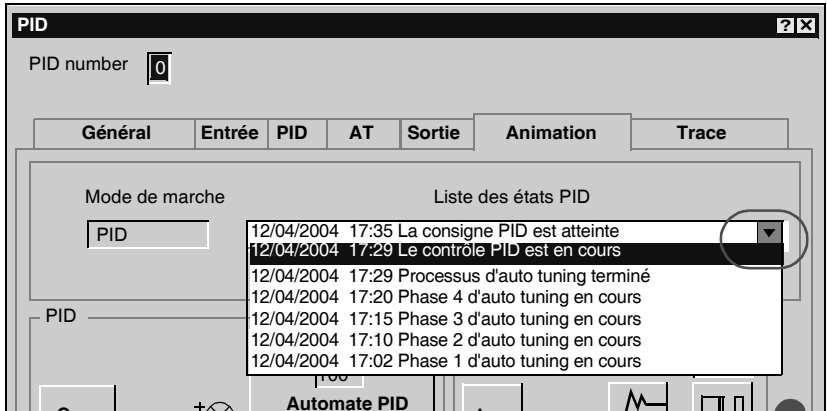 PID ? X
PID number 0
Général Entrée PID AT Sortie Animation Trace
Mode de marche Liste des états PID
PID
12/04/2004 17:35 La consigne PID est atteinte
12/04/2004 17:29 Le contrôle PID est en cours
12/04/2004 17:29 Processus d'auto tuning terminé
12/04/2004 17:20 Phase 4 d'auto tuning en cours
12/04/2004 17:15 Phase 3 d'auto tuning en cours
12/04/2004 17:10 Phase 2 d'auto tuning en cours
12/04/2004 17:02 Phase 1 d'auto tuning en cours
PID
100
Automate PID